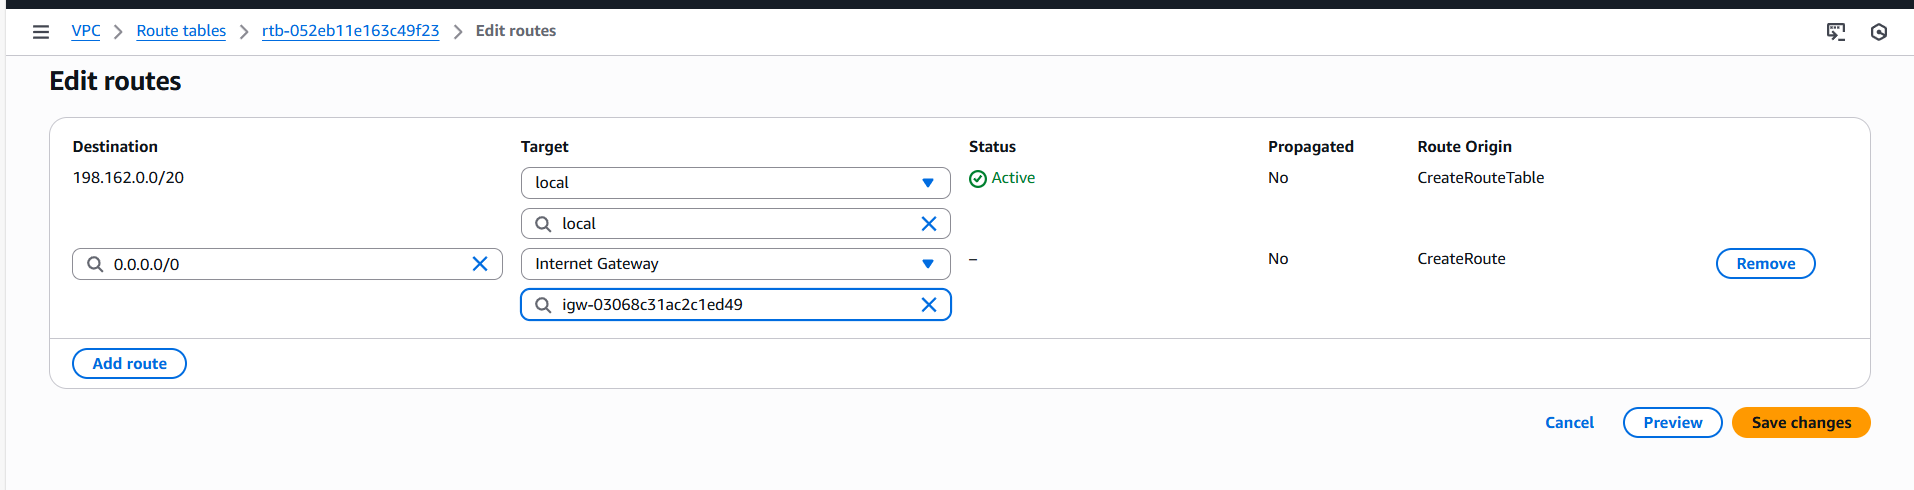 VPC > Route tables > rtb-052eb11e163c49f23 > Edit routes
Edit routes
Destination Target Status Propagated Route Origin
198.162.0.0/20 local Active No CreateRouteTable
local
0.0.0.0/0 Internet Gateway – No CreateRoute Remove
igw-03068c31ac2c1ed49
Add route
Cancel Preview Save changes